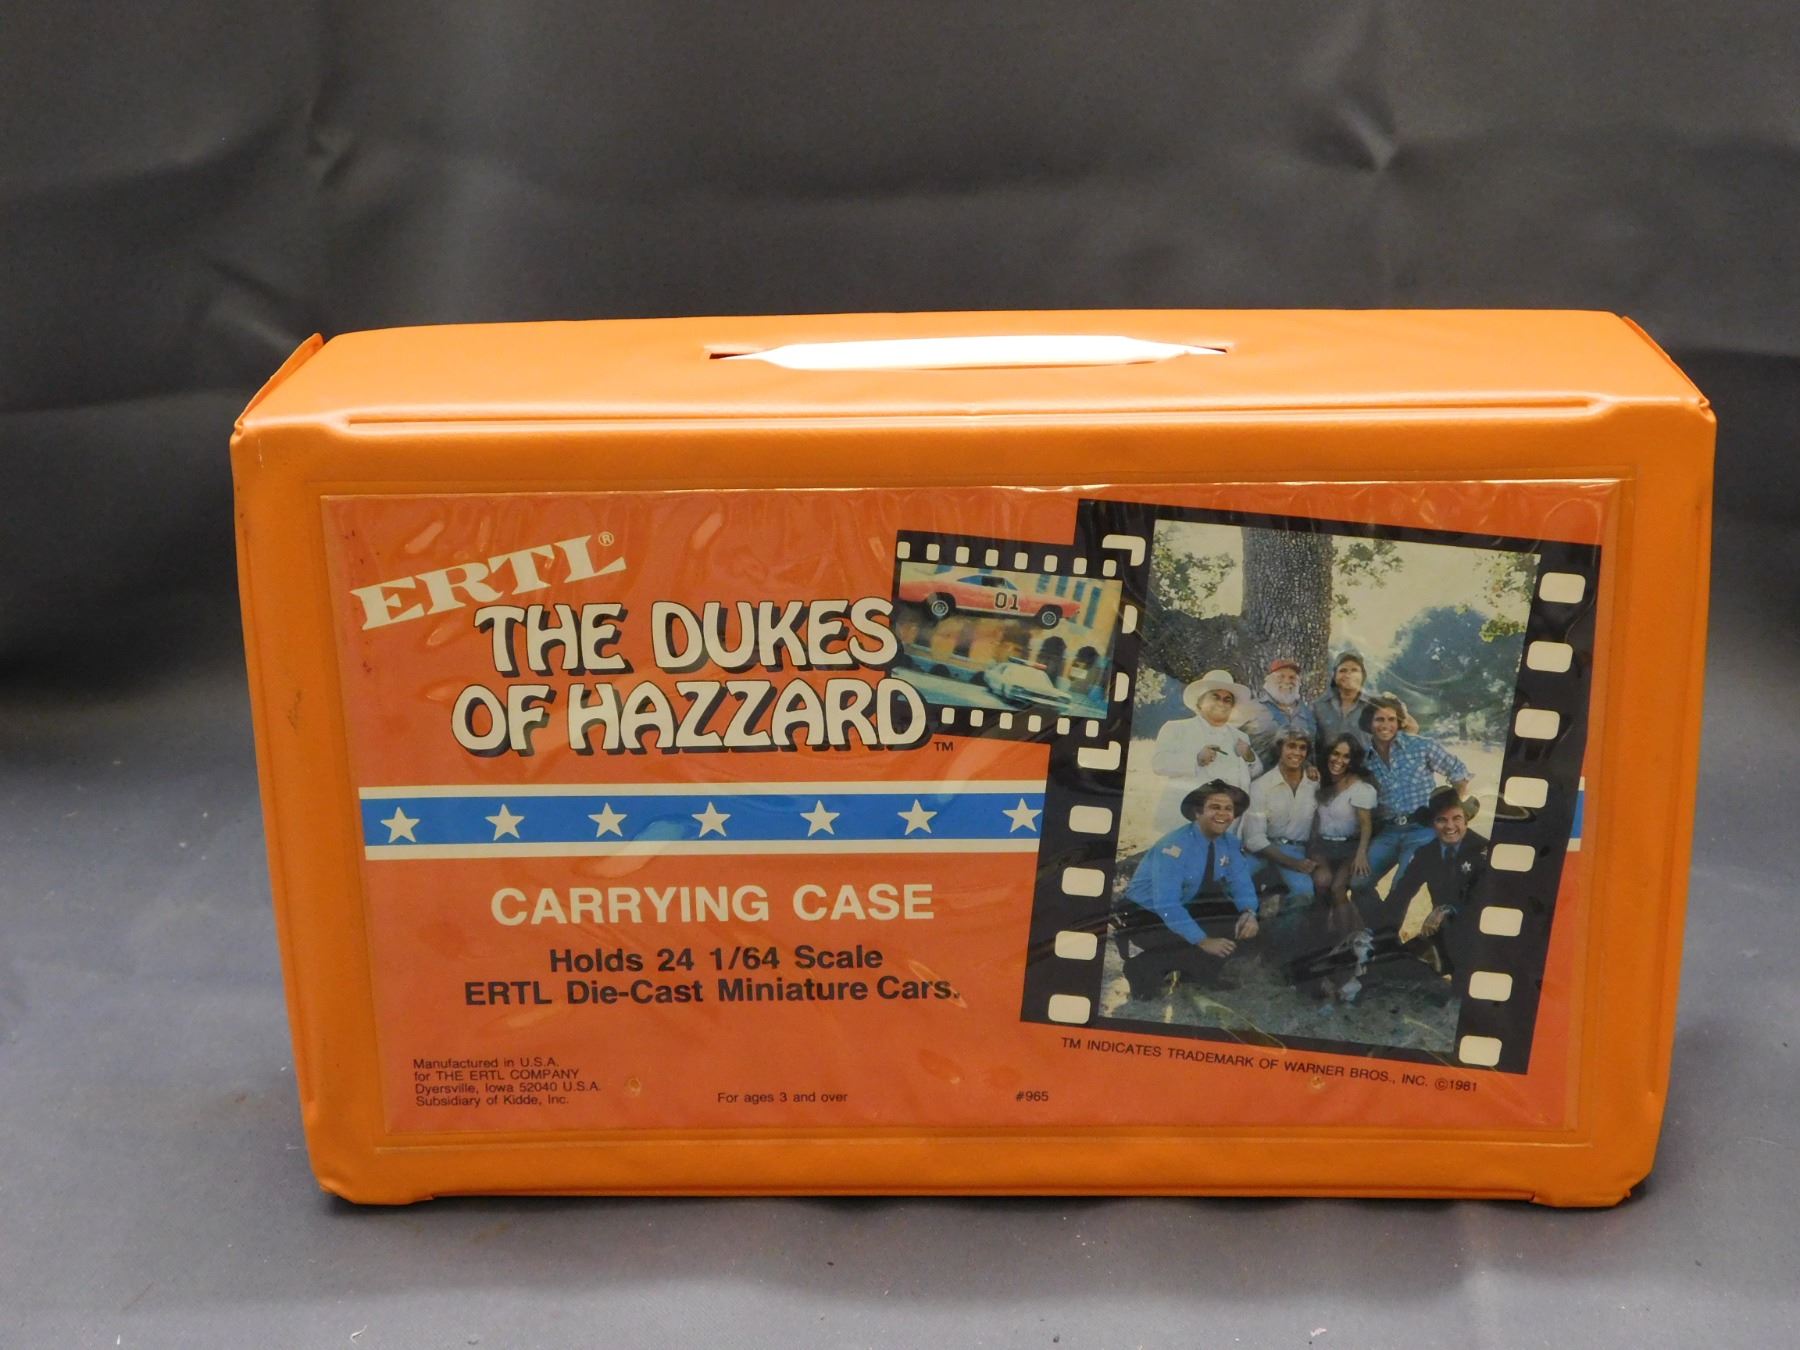 ERTL®
THE DUKES
OF HAZZARD™
01
CARRYING CASE
Holds 24 1/64 Scale
ERTL Die-Cast Miniature Cars.
TM INDICATES TRADEMARK OF WARNER BROS., INC. ©1981
Manufactured in U.S.A.
for THE ERTL COMPANY
Dyersville, Iowa 52040 U.S.A.
Subsidiary of Kidde, Inc.
For ages 3 and over
#965